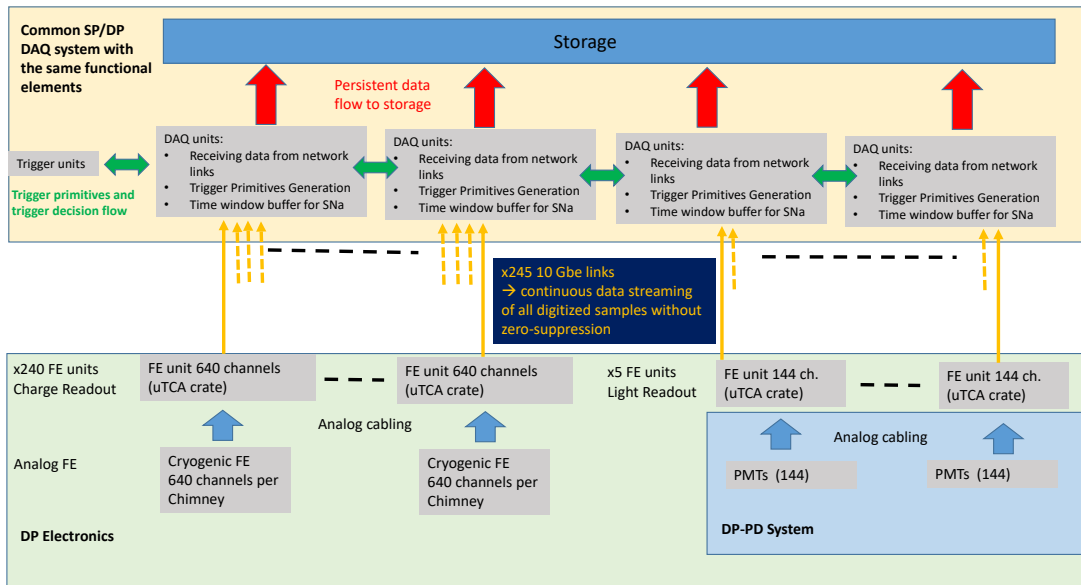 Common SP/DP
DAQ system with
the same functional
elements
Storage
Persistent data
flow to storage
Trigger units
Trigger primitives and
trigger decision flow
DAQ units:
• Receiving data from network
links
• Trigger Primitives Generation
• Time window buffer for SNa
DAQ units:
• Receiving data from network
links
• Trigger Primitives Generation
• Time window buffer for SNa
DAQ units:
• Receiving data from network
links
• Trigger Primitives Generation
• Time window buffer for SNa
DAQ units:
• Receiving data from network
links
• Trigger Primitives Generation
• Time window buffer for SNa
x245 10 Gbe links
→ continuous data streaming
of all digitized samples without
zero-suppression
x240 FE units
Charge Readout
FE unit 640 channels
(uTCA crate)
FE unit 640 channels
(uTCA crate)
x5 FE units
Light Readout
FE unit 144 ch.
(uTCA crate)
FE unit 144 ch.
(uTCA crate)
Analog cabling
Analog cabling
Analog FE
Cryogenic FE
640 channels per
Chimney
Cryogenic FE
640 channels per
Chimney
PMTs (144)
PMTs (144)
DP Electronics
DP-PD System